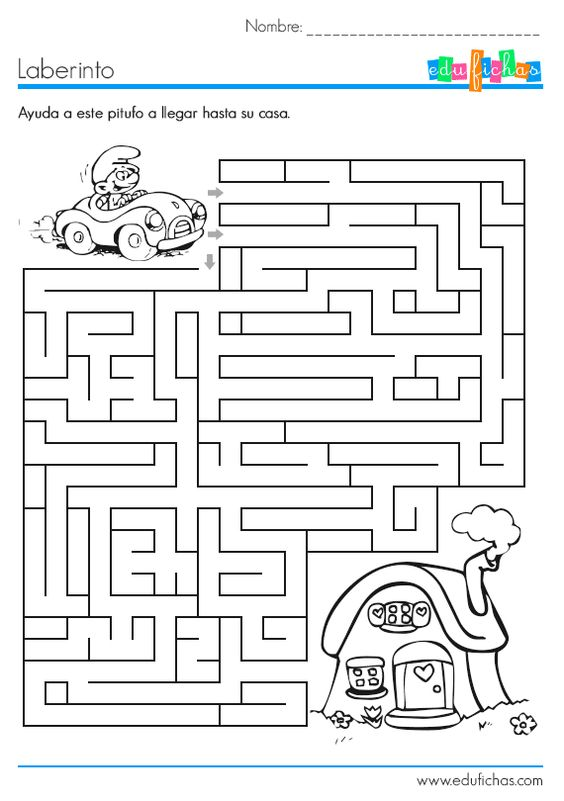 Nombre: ___________________________
Laberinto
edufichas
Ayuda a este pitufo a llegar hasta su casa.
www.edufichas.com